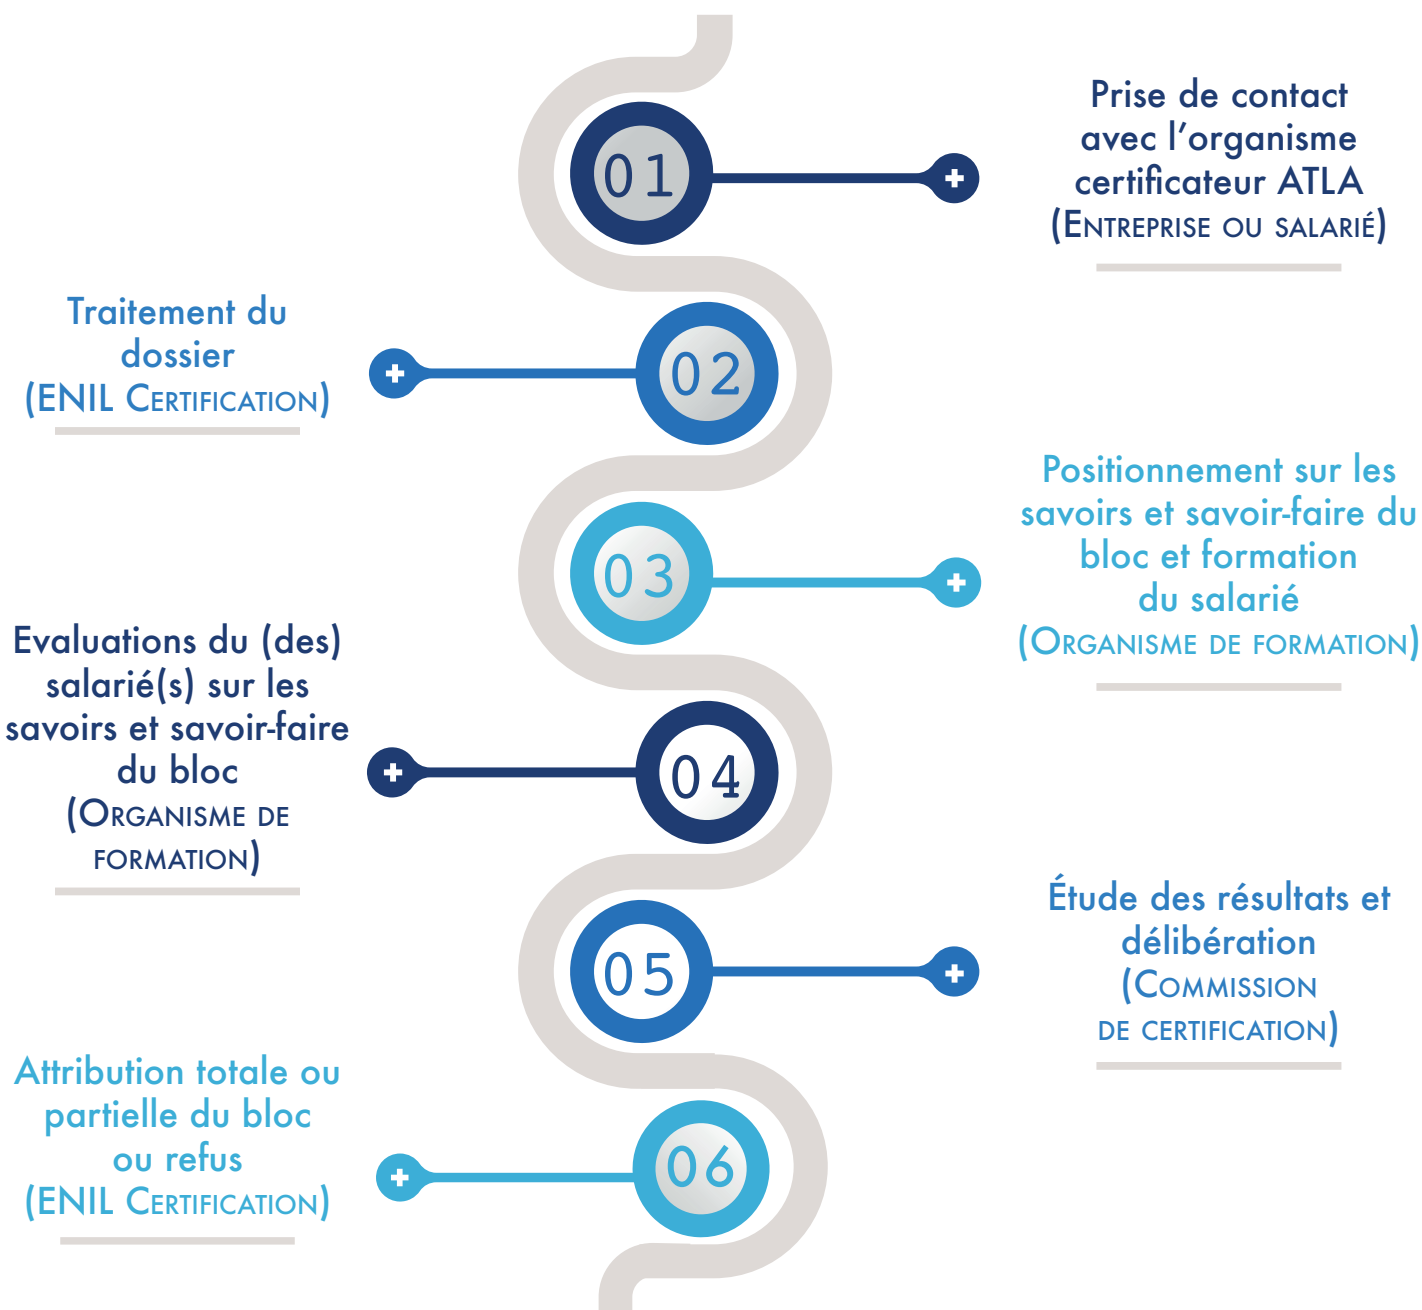 01
Prise de contact
avec l’organisme
certificateur ATLA
(Entreprise ou salarié)
02
Traitement du
dossier
(ENIL Certification)
03
Positionnement sur les
savoirs et savoir-faire du
bloc et formation
du salarié
(Organisme de formation)
04
Evaluations du (des)
salarié(s) sur les
savoirs et savoir-faire
du bloc
(Organisme de
formation)
05
Étude des résultats et
délibération
(Commission
de certification)
06
Attribution totale ou
partielle du bloc
ou refus
(ENIL Certification)